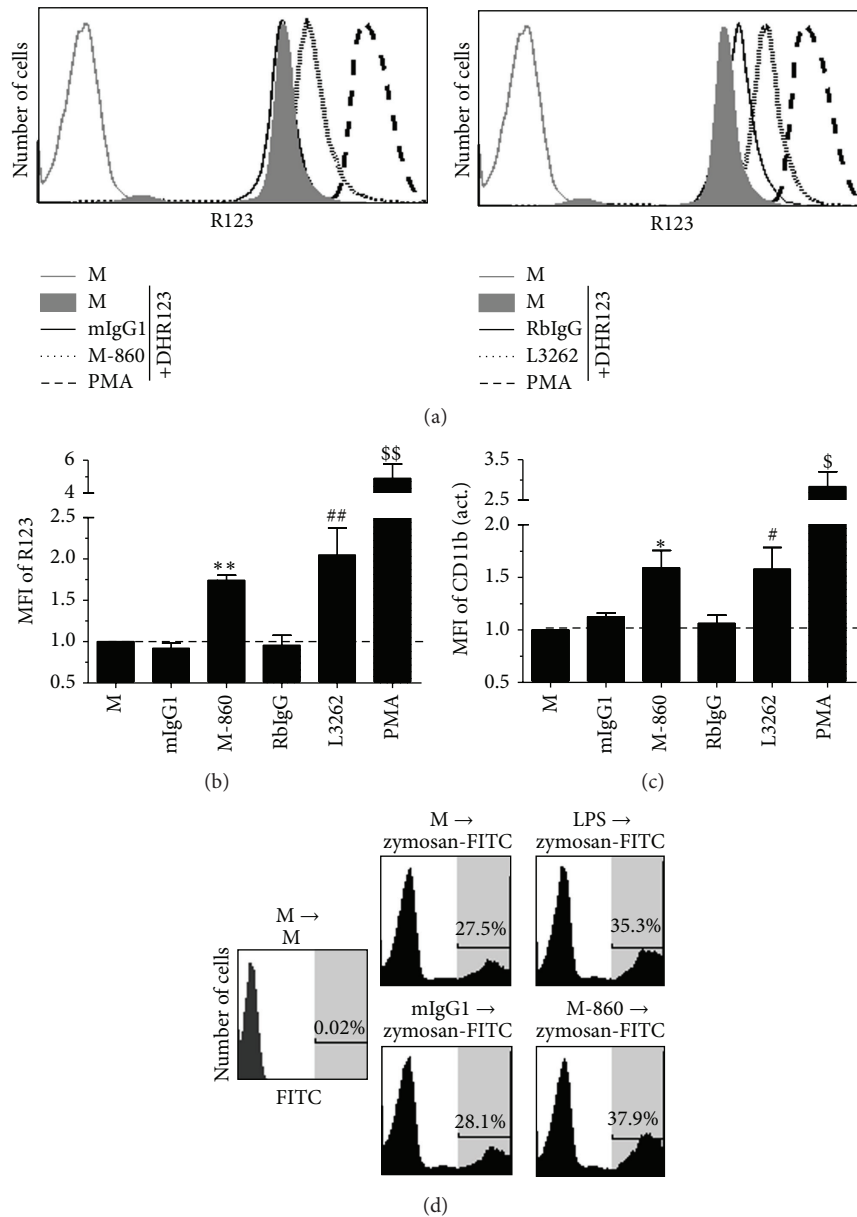 Number of cells
R123
M
M
mIgG1
M-860
PMA
+DHR123
Number of cells
R123
M
M
RbIgG
L3262
PMA
+DHR123
(a)
MFI of R123
6
4
2.5
2.0
1.5
1.0
0.5
**
##
$$
M
mIgG1
M-860
RbIgG
L3262
PMA
(b)
MFI of CD11b (act.)
3.5
2.5
2.0
1.5
1.0
0.5
*
#
$
M
mIgG1
M-860
RbIgG
L3262
PMA
(c)
M →
M
Number of cells
0.02%
FITC
M →
zymosan-FITC
27.5%
LPS →
zymosan-FITC
35.3%
mIgG1 →
zymosan-FITC
28.1%
M-860 →
zymosan-FITC
37.9%
(d)